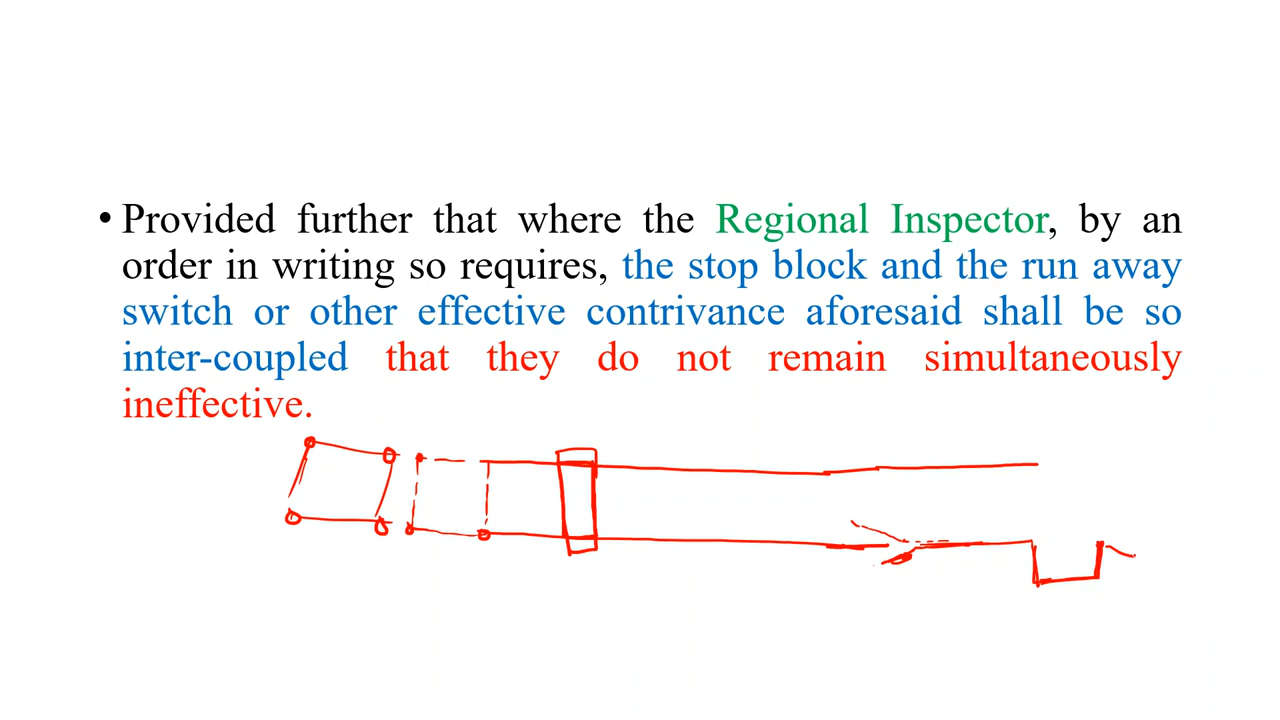 • Provided further that where the Regional Inspector, by an
order in writing so requires, the stop block and the run away
switch or other effective contrivance aforesaid shall be so
inter-coupled that they do not remain simultaneously
ineffective.